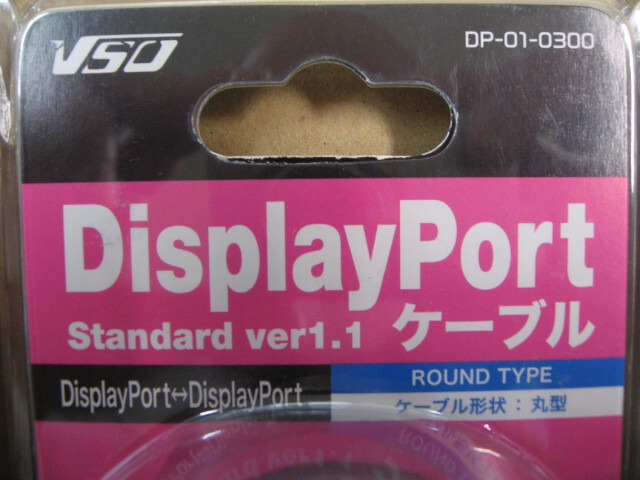 VSO
DP-01-0300
DisplayPort
Standard ver1.1 ケーブル
DisplayPort↔DisplayPort
ROUND TYPE
ケーブル形状：丸型